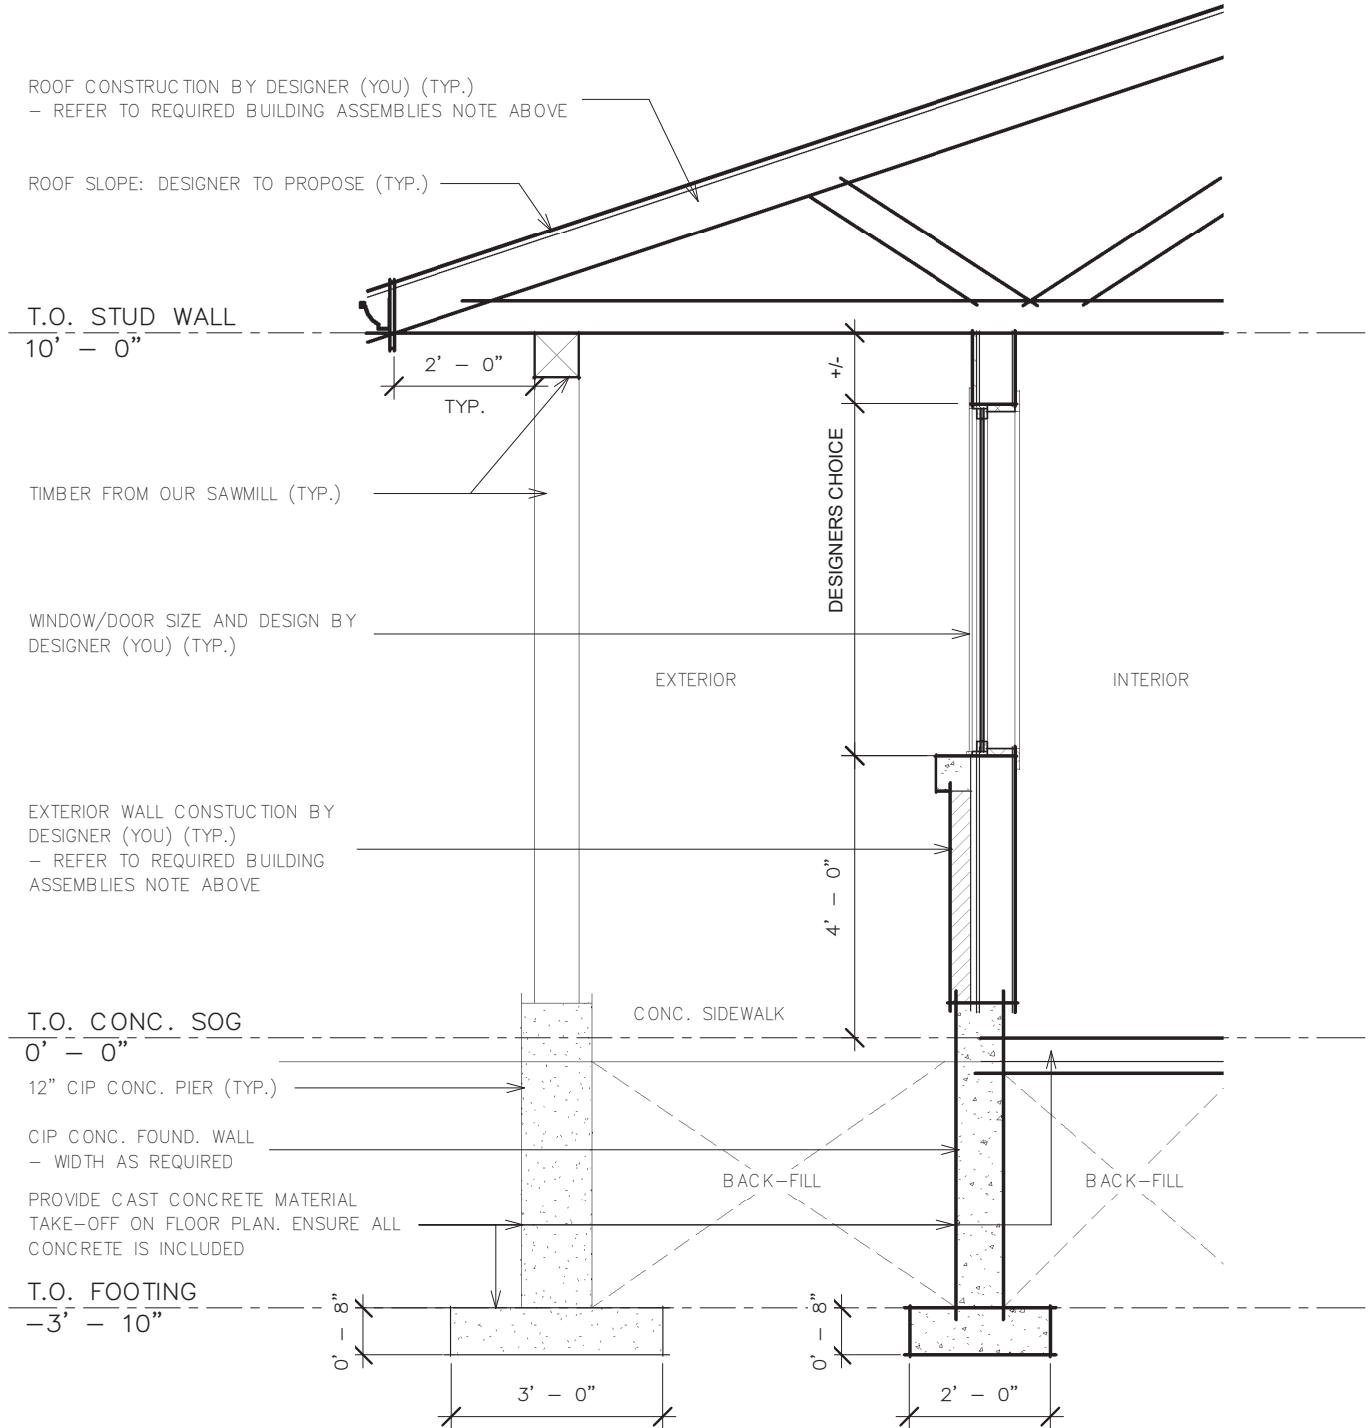 ROOF CONSTRUCTION BY DESIGNER (YOU) (TYP.)
– REFER TO REQUIRED BUILDING ASSEMBLIES NOTE ABOVE
ROOF SLOPE: DESIGNER TO PROPOSE (TYP.)
T.O. STUD WALL
10' – 0"
2' – 0"
TYP.
+/-
DESIGNERS CHOICE
TIMBER FROM OUR SAWMILL (TYP.)
WINDOW/DOOR SIZE AND DESIGN BY
DESIGNER (YOU) (TYP.)
EXTERIOR
INTERIOR
EXTERIOR WALL CONSTUCTION BY
DESIGNER (YOU) (TYP.)
– REFER TO REQUIRED BUILDING
ASSEMBLIES NOTE ABOVE
4' – 0"
T.O. CONC. SOG
0' – 0"
CONC. SIDEWALK
12" CIP CONC. PIER (TYP.)
CIP CONC. FOUND. WALL
– WIDTH AS REQUIRED
BACK–FILL
BACK–FILL
PROVIDE CAST CONCRETE MATERIAL
TAKE–OFF ON FLOOR PLAN. ENSURE ALL
CONCRETE IS INCLUDED
T.O. FOOTING
–3' – 10"
0' – 8"
0' – 8"
3' – 0"
2' – 0"